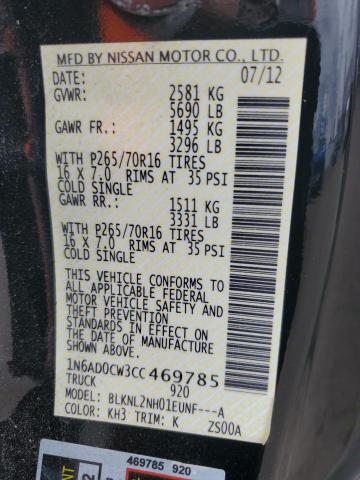 MFD BY NISSAN MOTOR CO., LTD.
DATE: 07/12
GVWR: 2581 KG
5690 LB
GAWR FR.: 1495 KG
3296 LB
WITH P265/70R16 TIRES
16 X 7.0 RIMS AT 35 PSI
COLD SINGLE
GAWR RR.: 1511 KG
3331 LB
WITH P265/70R16 TIRES
16 X 7.0 RIMS AT 35 PSI
COLD SINGLE
THIS VEHICLE CONFORMS TO
ALL APPLICABLE FEDERAL
MOTOR VEHICLE SAFETY AND
THEFT PREVENTION
STANDARDS IN EFFECT ON
THE DATE OF MANUFACTURE
SHOWN ABOVE.
1N6AD0CW3CC469785
TRUCK 920
MODEL: BLKNL2NH01EUNF---A
COLOR: KH3 TRIM: K ZS00A
469785 920